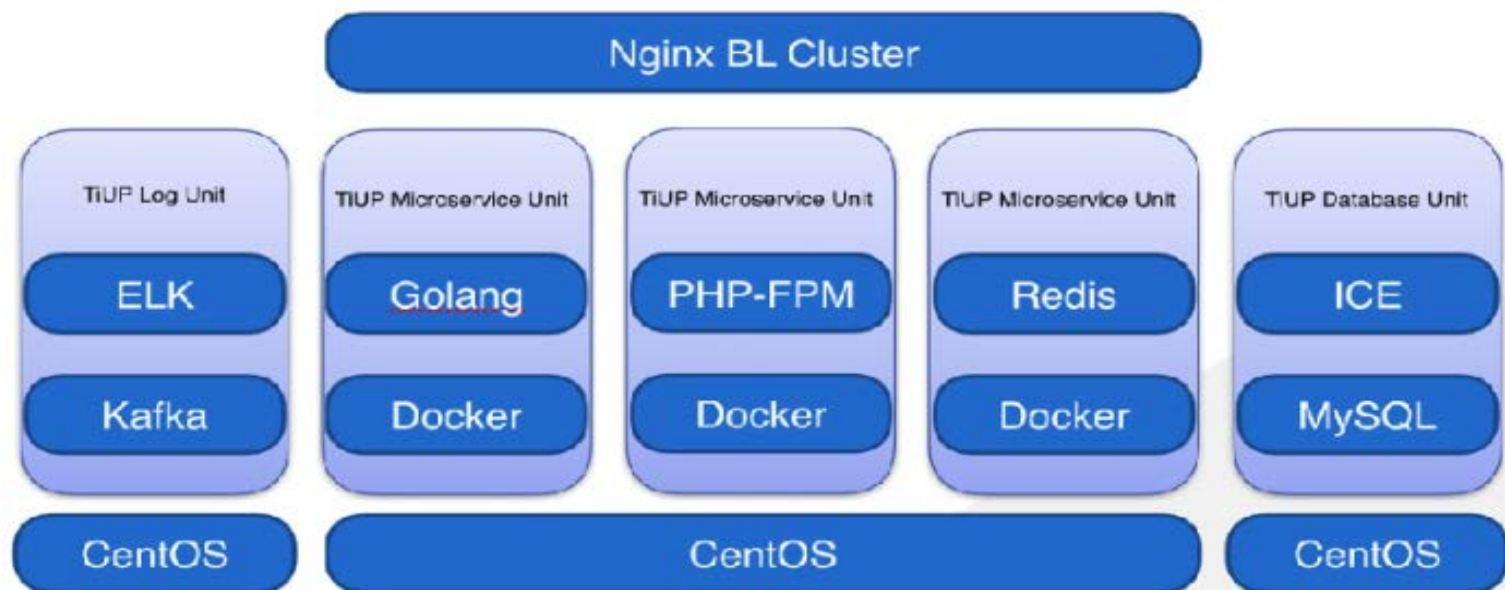 Nginx BL Cluster
TiUP Log Unit
TiUP Microservice Unit
TiUP Microservice Unit
TiUP Microservice Unit
TiUP Database Unit
ELK
Golang
PHP-FPM
Redis
ICE
Kafka
Docker
Docker
Docker
MySQL
CentOS
CentOS
CentOS